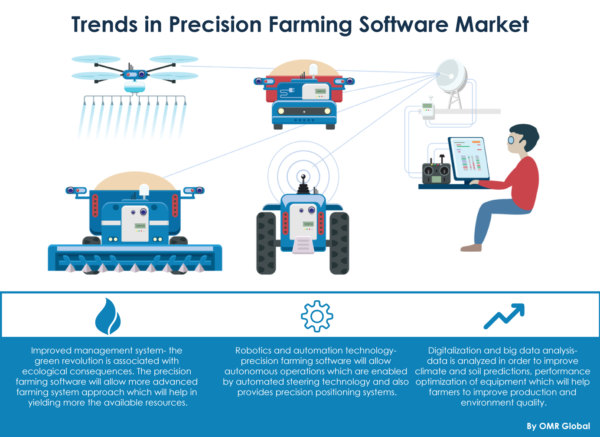 Trends in Precision Farming Software Market
Improved management system- the
green revolution is associated with
ecological consequences. The precision
farming software will allow more advanced
farming system approach which will help in
yielding more the available resources.
Robotics and automation technology-
precision farming software will allow
autonomous operations which are enabled
by automated steering technology and also
provides precision positioning systems.
Digitalization and big data analysis-
data is analyzed in order to improve
climate and soil predictions, performance
optimization of equipment which will help
farmers to improve production and
environment quality.
By OMR Global